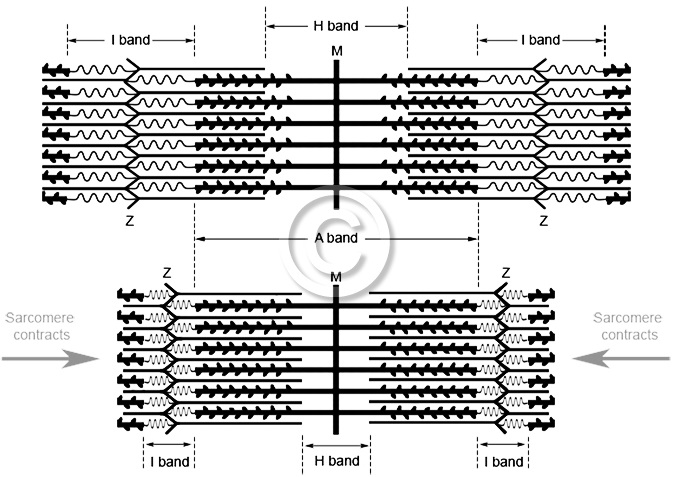 H band
I band
I band
M
Z
Z
A band
©
Z
M
Z
Sarcomere
contracts
Sarcomere
contracts
I band
H band
I band